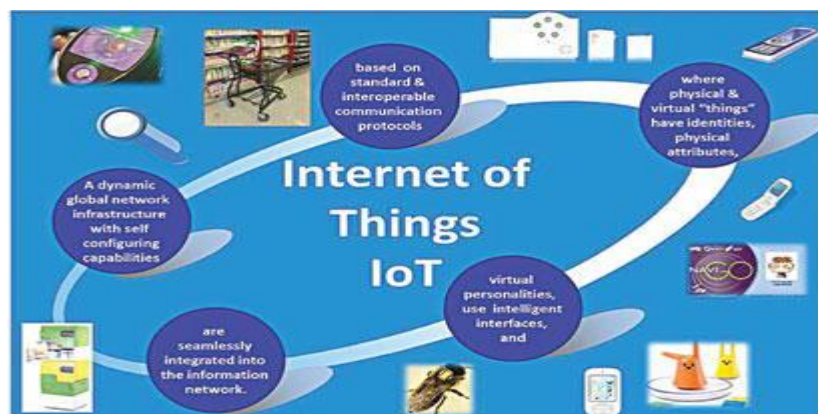 based on
standard &
interoperable
communication
protocols
where
physical &
virtual "things"
have identities,
physical
attributes,
Internet of
Things
IoT
A dynamic
global network
infrastructure
with self
configuring
capabilities
virtual
personalities,
use intelligent
interfaces,
and
are
seamlessly
integrated into
the information
network.
NAVI
GO